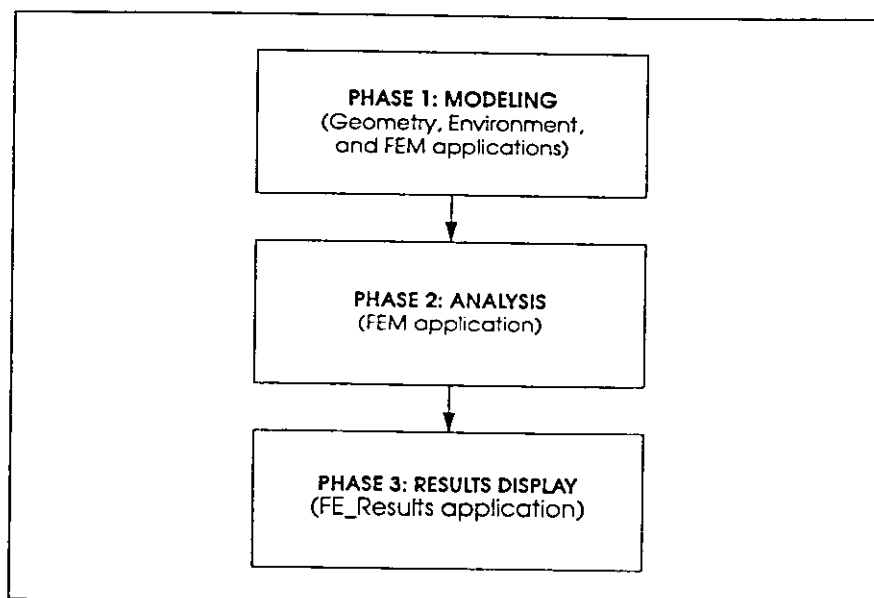 PHASE 1: MODELING
(Geometry, Environment,
and FEM applications)
PHASE 2: ANALYSIS
(FEM application)
PHASE 3: RESULTS DISPLAY
(FE_Results application)